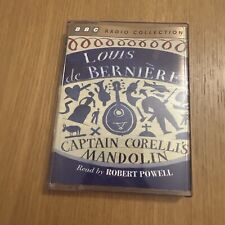 BBC RADIO COLLECTION
LOUIS
de BERNIÈRES
CAPTAIN CORELLI'S
MANDOLIN
Read by ROBERT POWELL